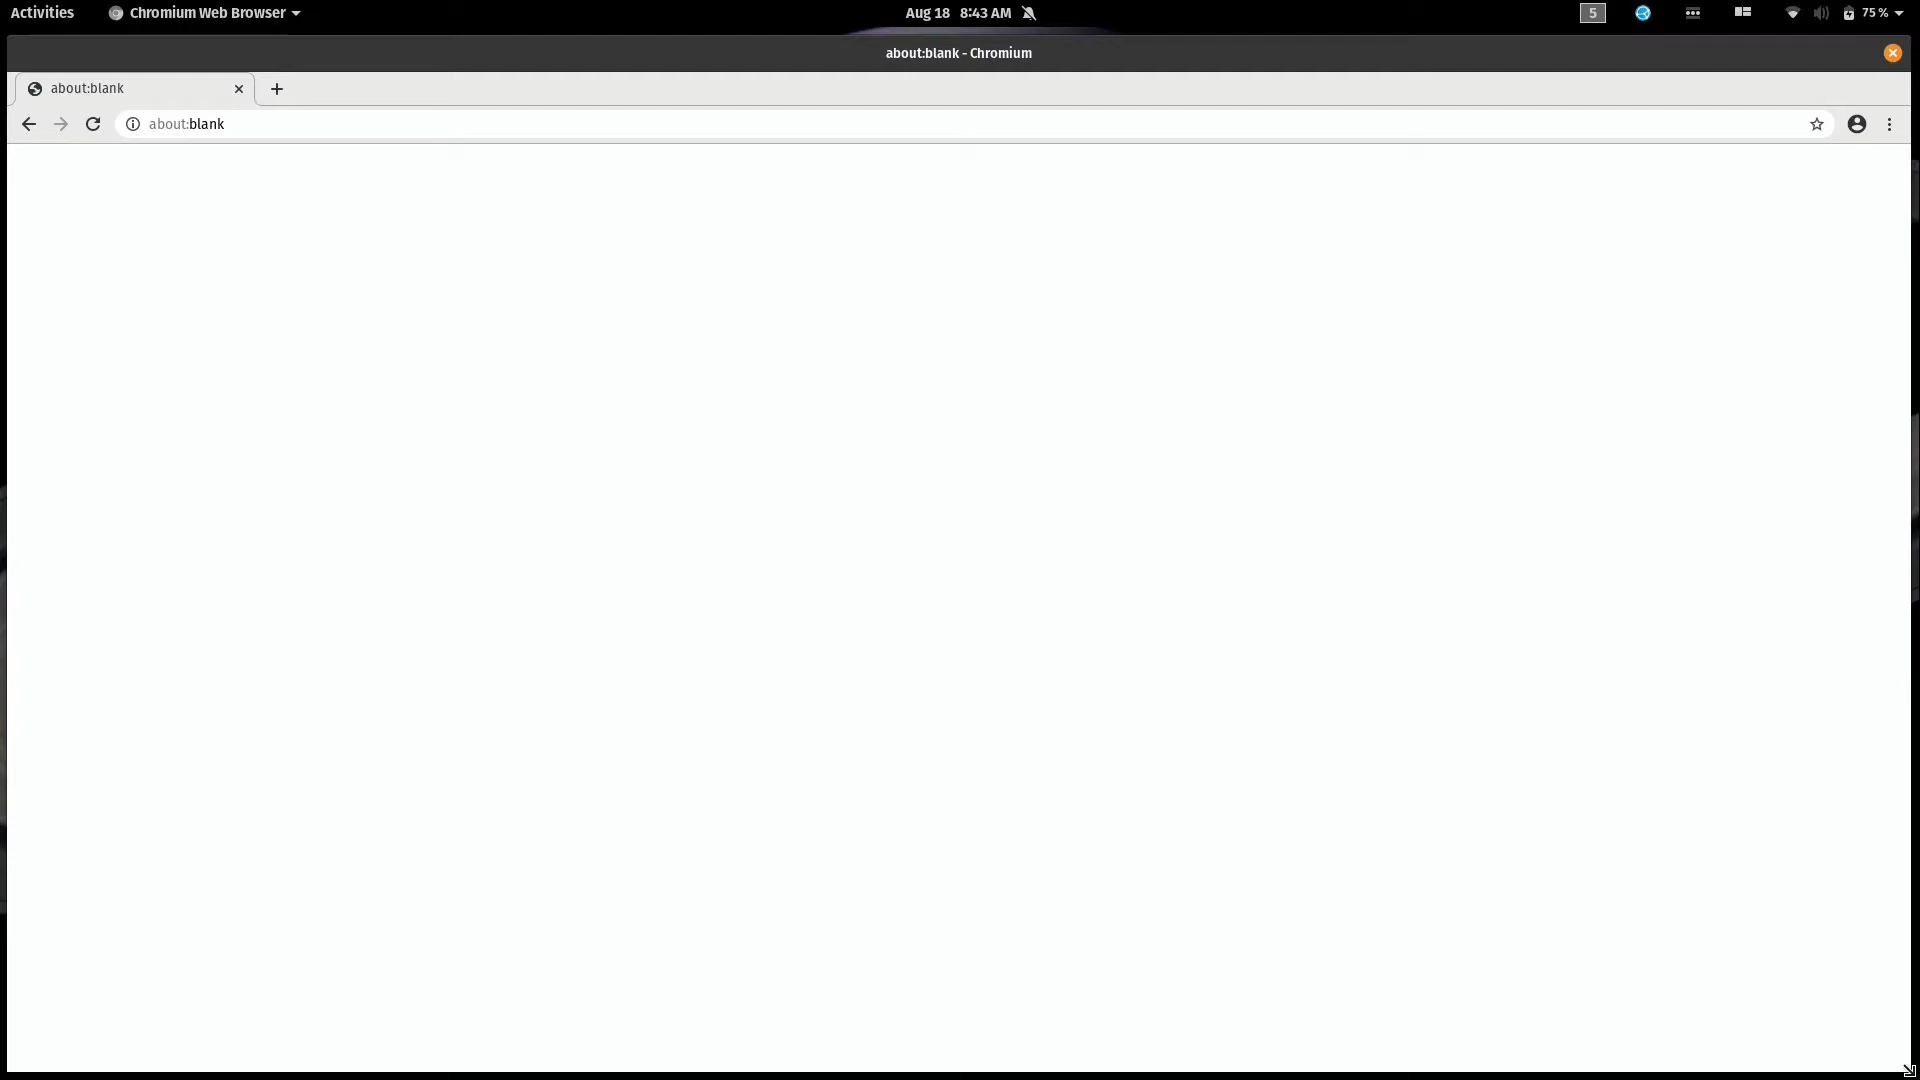 Activities Chromium Web Browser Aug 18 8:43 AM 5 75 %
about:blank - Chromium
about:blank
about:blank